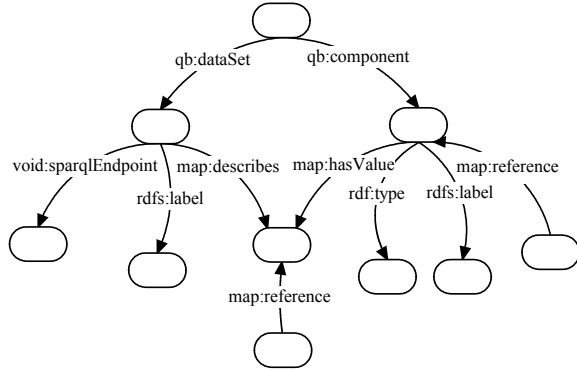 qb:dataSet
qb:component
void:sparqlEndpoint
map:describes
map:hasValue
map:reference
rdfs:label
rdf:type
rdfs:label
map:reference